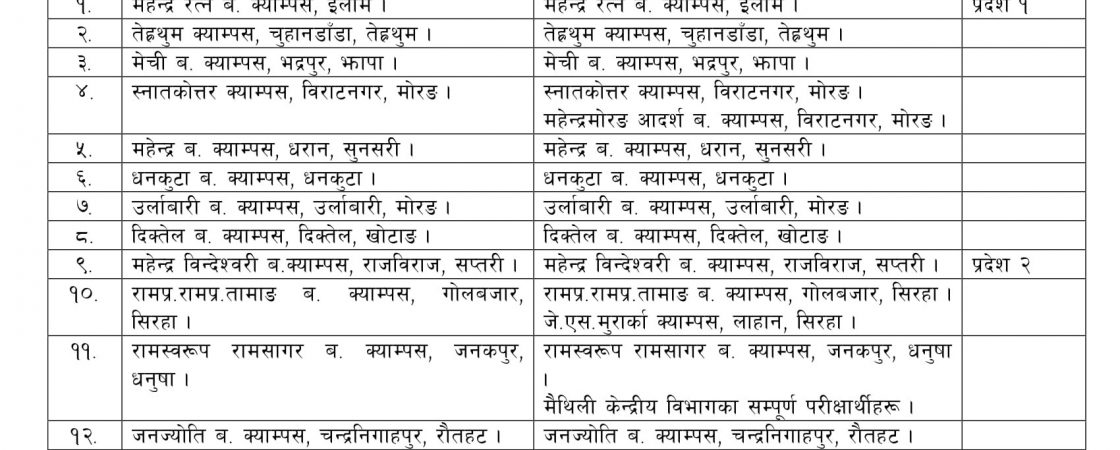 १. महेन्द्र रत्न ब. क्याम्पस, इलाम । महेन्द्र रत्न ब. क्याम्पस, इलाम । प्रदेश १
२. तेह्रथुम क्याम्पस, चुहानडाँडा, तेह्रथुम । तेह्रथुम क्याम्पस, चुहानडाँडा, तेह्रथुम ।
३. मेची ब. क्याम्पस, भद्रपुर, झापा । मेची ब. क्याम्पस, भद्रपुर, झापा ।
४. स्नातकोत्तर क्याम्पस, विराटनगर, मोरङ । स्नातकोत्तर क्याम्पस, विराटनगर, मोरङ ।
महेन्द्रमोरङ आदर्श ब. क्याम्पस, विराटनगर, मोरङ ।
५. महेन्द्र ब. क्याम्पस, धरान, सुनसरी । महेन्द्र ब. क्याम्पस, धरान, सुनसरी ।
६. धनकुटा ब. क्याम्पस, धनकुटा । धनकुटा ब. क्याम्पस, धनकुटा ।
७. उर्लाबारी ब. क्याम्पस, उर्लाबारी, मोरङ । उर्लाबारी ब. क्याम्पस, उर्लाबारी, मोरङ ।
८. दिक्तेल ब. क्याम्पस, दिक्तेल, खोटाङ । दिक्तेल ब. क्याम्पस, दिक्तेल, खोटाङ ।
९. महेन्द्र विन्देश्वरी ब.क्याम्पस, राजविराज, सप्तरी । महेन्द्र विन्देश्वरी ब. क्याम्पस, राजविराज, सप्तरी । प्रदेश २
१०. रामप्र.रामप्र.तामाङ ब. क्याम्पस, गोलबजार, रामप्र.रामप्र.तामाङ ब. क्याम्पस, गोलबजार, सिरहा ।
सिरहा । जे.एस.मुरार्का क्याम्पस, लाहान, सिरहा ।
११. रामस्वरूप रामसागर ब. क्याम्पस, जनकपुर, रामस्वरूप रामसागर ब. क्याम्पस, जनकपुर, धनुषा
धनुषा । ।
मैथिली केन्द्रीय विभागका सम्पूर्ण परीक्षार्थीहरू ।
१२. जनज्योति ब. क्याम्पस, चन्द्रनिगाहपुर, रौतहट । जनज्योति ब. क्याम्पस, चन्द्रनिगाहपुर, रौतहट ।